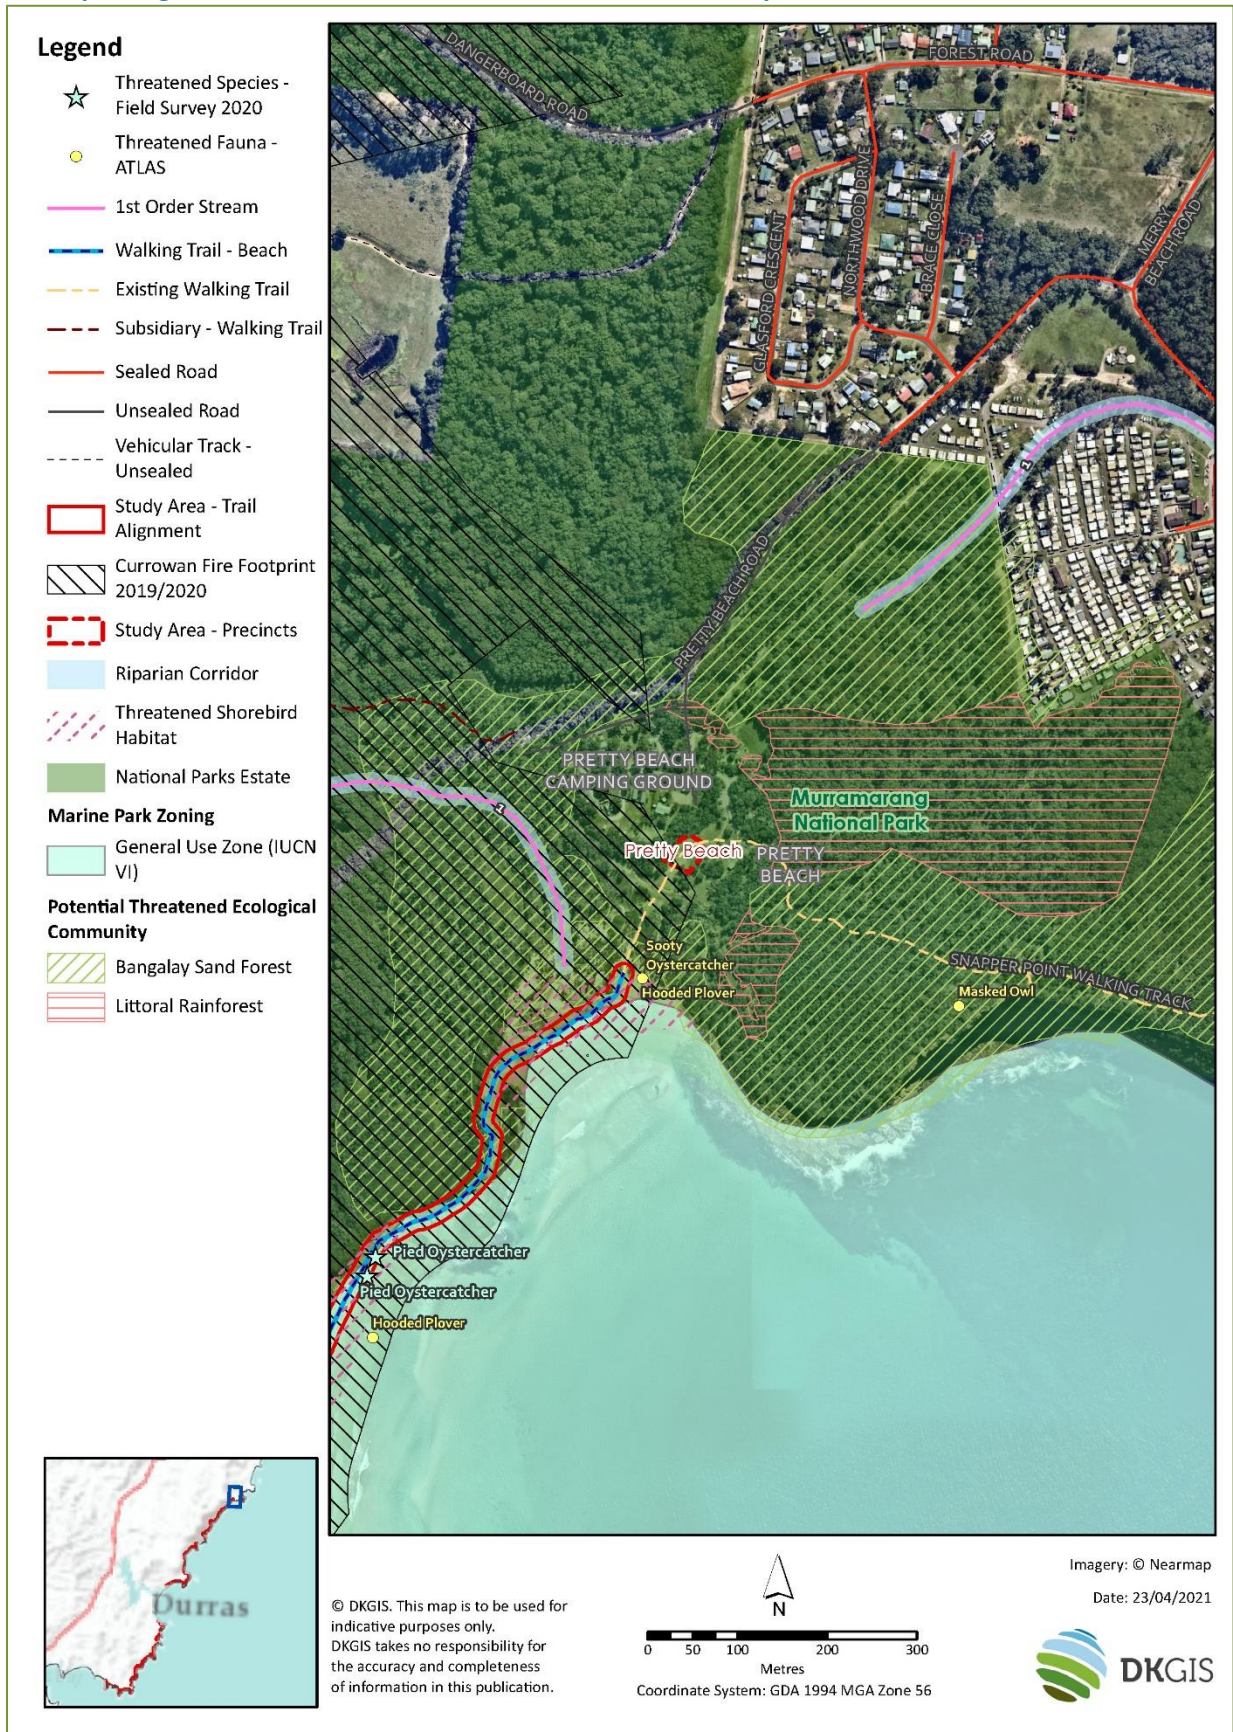 Legend
Threatened Species -
Field Survey 2020
Threatened Fauna -
ATLAS
1st Order Stream
Walking Trail - Beach
Existing Walking Trail
Subsidiary - Walking Trail
Sealed Road
Unsealed Road
Vehicular Track -
Unsealed
Study Area - Trail
Alignment
Currowan Fire Footprint
2019/2020
Study Area - Precincts
Riparian Corridor
Threatened Shorebird
Habitat
National Parks Estate
Marine Park Zoning
General Use Zone (IUCN
VI)
Potential Threatened Ecological
Community
Bangalay Sand Forest
Littoral Rainforest
DANGERBOARD ROAD
FOREST ROAD
GLASFORD CRESCENT
NORTHWOOD DRIVE
BRACE CLOSE
MERRY
BEACH ROAD
1
PRETTY BEACH ROAD
PRETTY BEACH
CAMPING GROUND
1
Murramarang
National Park
Pretty Beach
PRETTY
BEACH
Sooty
Oystercatcher
Hooded Plover
SNAPPER POINT WALKING TRACK
Masked Owl
Pied Oystercatcher
Pied Oystercatcher
Hooded Plover
Durras
© DKGIS. This map is to be used for
indicative purposes only.
DKGIS takes no responsibility for
the accuracy and completeness
of information in this publication.
N
0 50 100 200 300
Metres
Coordinate System: GDA 1994 MGA Zone 56
Imagery: © Nearmap
Date: 23/04/2021
DKGIS